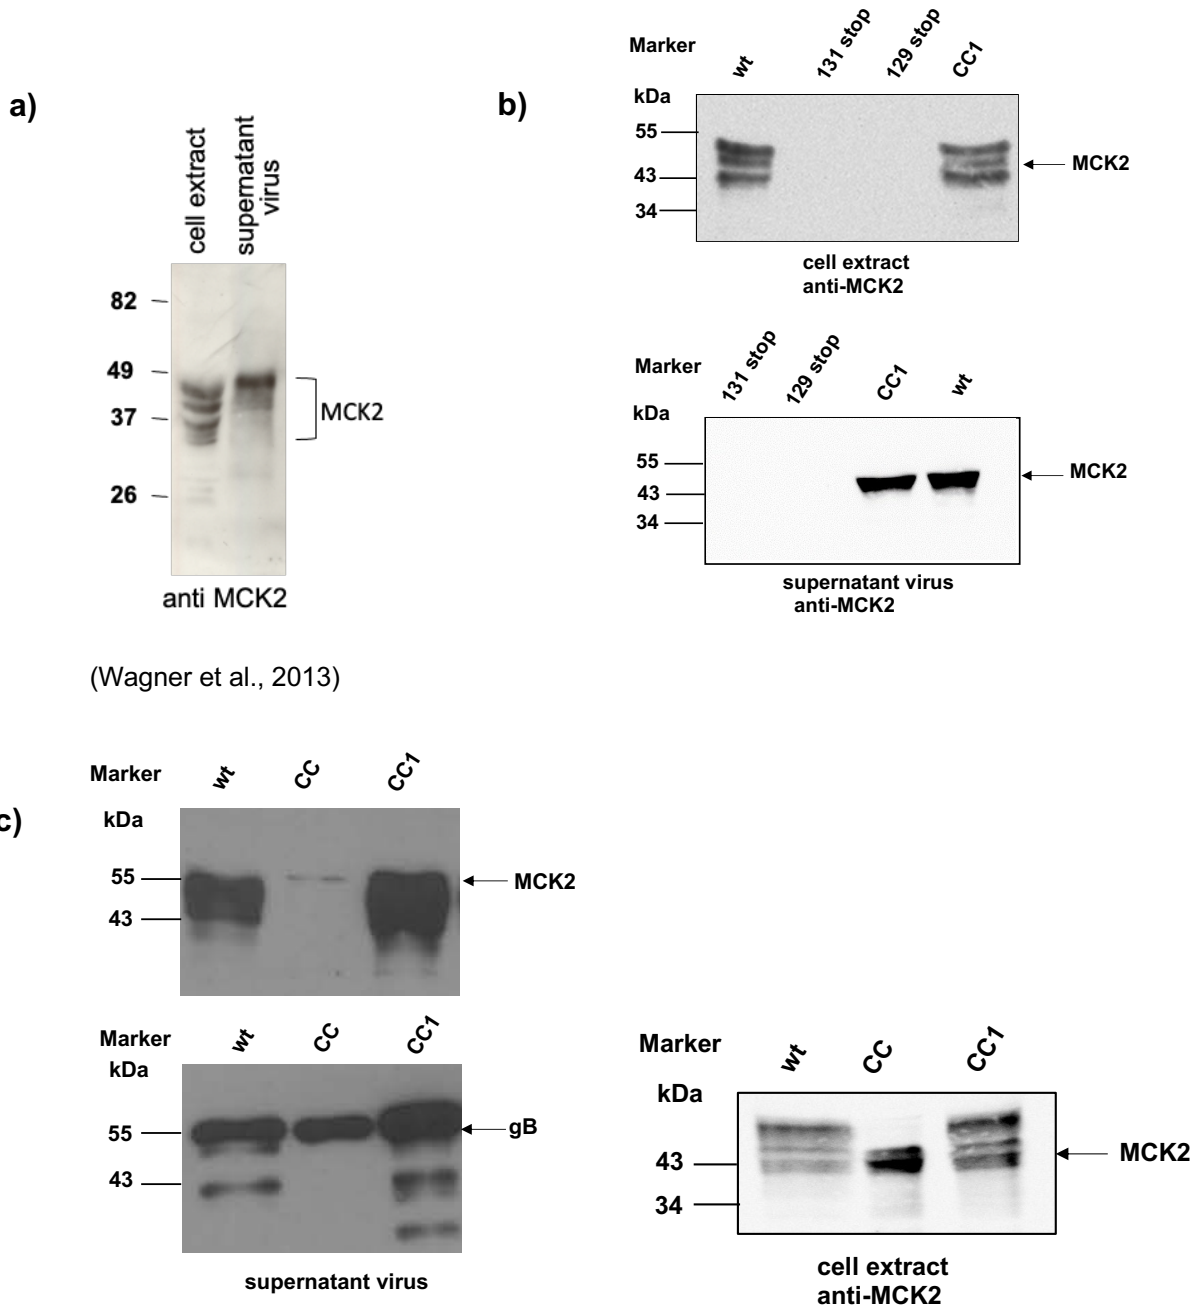 a)
cell extract
supernatant
virus
82
49
37
26
MCK2
anti MCK2
(Wagner et al., 2013)
b)
Marker
wt
131 stop
129 stop
CC1
kDa
55
43
34
MCK2
cell extract
anti-MCK2
Marker
131 stop
129 stop
CC1
wt
kDa
55
43
34
MCK2
supernatant virus
anti-MCK2
c)
Marker
wt
CC
CC1
kDa
55
43
MCK2
Marker
wt
CC
CC1
kDa
55
43
gB
supernatant virus
Marker
wt
CC
CC1
kDa
43
34
MCK2
cell extract
anti-MCK2